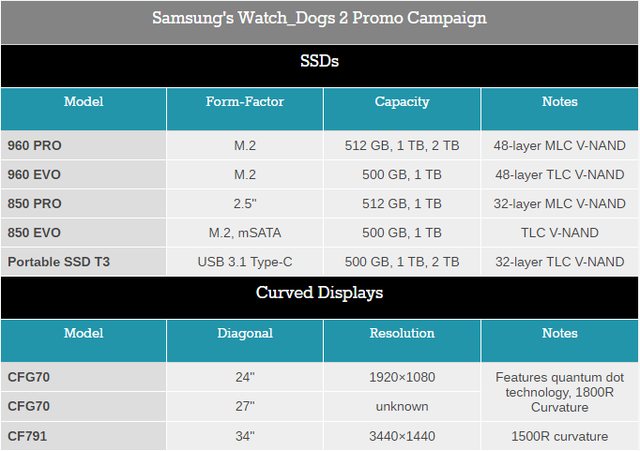 Samsung's Watch_Dogs 2 Promo Campaign
SSDs
Model Form-Factor Capacity Notes
960 PRO M.2 512 GB, 1 TB, 2 TB 48-layer MLC V-NAND
960 EVO M.2 500 GB, 1 TB 48-layer TLC V-NAND
850 PRO 2.5" 512 GB, 1 TB 32-layer MLC V-NAND
850 EVO M.2, mSATA 500 GB, 1 TB TLC V-NAND
Portable SSD T3 USB 3.1 Type-C 500 GB, 1 TB, 2 TB 32-layer TLC V-NAND
Curved Displays
Model Diagonal Resolution Notes
CFG70 24" 1920×1080 Features quantum dot
technology, 1800R
CFG70 27" unknown Curvature
CF791 34" 3440×1440 1500R curvature